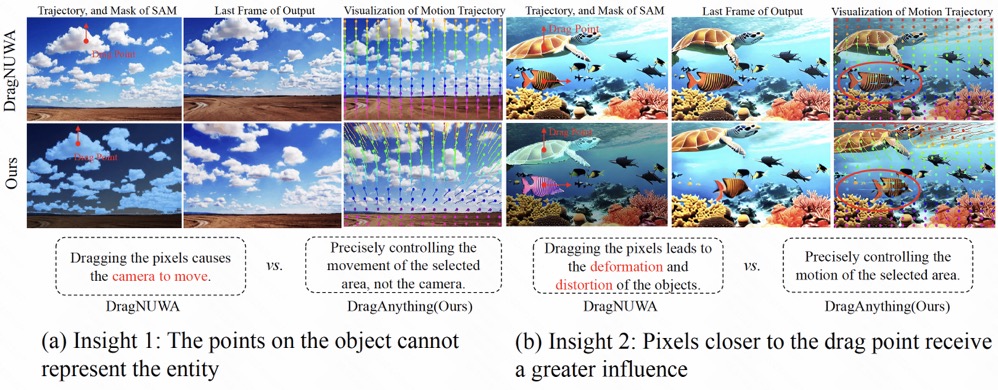 Trajectory, and Mask of SAM
Last Frame of Output
Visualization of Motion Trajectory
Trajectory, and Mask of SAM
Last Frame of Output
Visualization of Motion Trajectory
DragNUWA
Drag Point
Drag Point
Ours
Drag Point
Drag Point
Dragging the pixels causes
the camera to move.
vs.
Precisely controlling the
movement of the selected
area, not the camera.
Dragging the pixels leads to
the deformation and
distortion of the objects.
vs.
Precisely controlling the
motion of the selected area.
DragNUWA
DragAnything(Ours)
DragNUWA
DragAnything(Ours)
(a) Insight 1: The points on the object cannot
represent the entity
(b) Insight 2: Pixels closer to the drag point receive
a greater influence